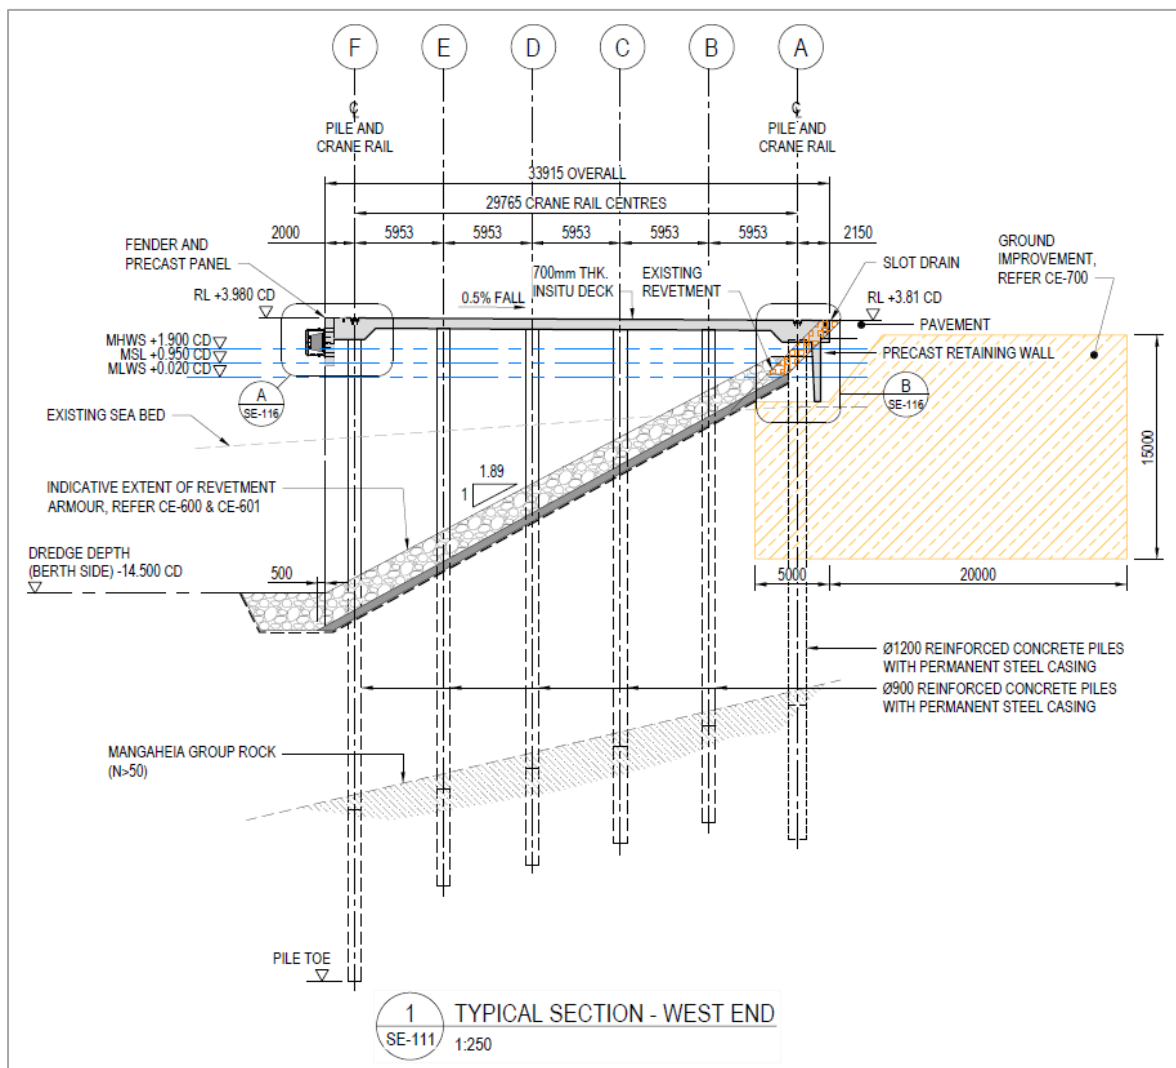 F E D C B A
℄
PILE AND
CRANE RAIL
℄
PILE AND
CRANE RAIL
33915 OVERALL
29765 CRANE RAIL CENTRES
2000 5953 5953 5953 5953 5953 2150
FENDER AND
PRECAST PANEL
700mm THK.
INSITU DECK
EXISTING
REVETMENT
SLOT DRAIN
GROUND
IMPROVEMENT,
REFER CE-700
RL +3.980 CD
0.5% FALL
RL +3.81 CD
PAVEMENT
MHWS +1.900 CD
MSL +0.950 CD
MLWS +0.020 CD
PRECAST RETAINING WALL
A
SE-116
B
SE-116
EXISTING SEA BED
15000
1.89
1
INDICATIVE EXTENT OF REVETMENT
ARMOUR, REFER CE-600 & CE-601
DREDGE DEPTH
(BERTH SIDE) -14.500 CD
500
5000
20000
Ø1200 REINFORCED CONCRETE PILES
WITH PERMANENT STEEL CASING
Ø900 REINFORCED CONCRETE PILES
WITH PERMANENT STEEL CASING
MANGAHEIA GROUP ROCK
(N>50)
PILE TOE
1
SE-111
TYPICAL SECTION - WEST END
1:250